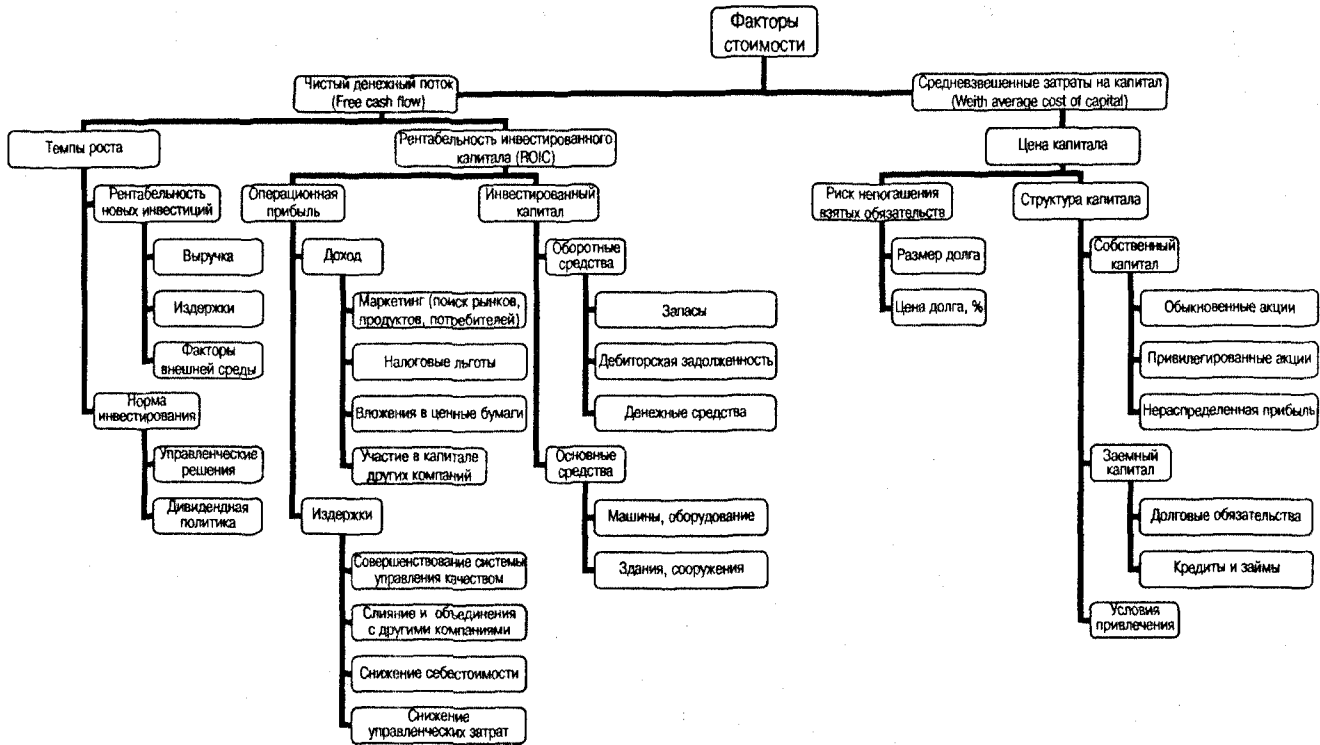 Факторы
стоимости
Чистый денежный поток
(Free cash flow)
Средневзвешенные затраты на капитал
(Weith average cost of capital)
Темпы роста
Рентабельность инвестированного
капитала (ROIC)
Цена капитала
Рентабельность
новых инвестиций
Операционная
прибыль
Инвестированный
капитал
Риск непогашения
взятых обязательств
Структура капитала
Выручка
Издержки
Факторы
внешней среды
Норма
инвестирования
Управленческие
решения
Дивидендная
политика
Доход
Маркетинг (поиск рынков,
продуктов, потребителей)
Налоговые льготы
Вложения в ценные бумаги
Участие в капитале
других компаний
Издержки
Совершенствование системы
управления качеством
Слияние и объединения
с другими компаниями
Снижение себестоимости
Снижение
управленческих затрат
Оборотные
средства
Запасы
Дебиторская задолженность
Денежные средства
Основные
средства
Машины, оборудование
Здания, сооружения
Размер долга
Цена долга, %
Собственный
капитал
Обыкновенные акции
Привилегированные акции
Нераспределенная прибыль
Заемный
капитал
Долговые обязательства
Кредиты и займы
Условия
привлечения